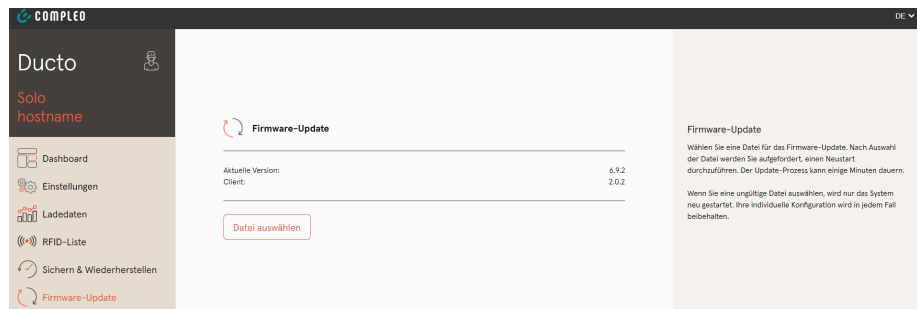 COMPLEO
DE
Ducto
Solo
hostname
Dashboard
Einstellungen
Ladedaten
RFID-Liste
Sichern & Wiederherstellen
Firmware-Update
Firmware-Update
Aktuelle Version: 6.9.2
Client: 2.0.2
Datei auswählen
Firmware-Update
Wählen Sie eine Datei für das Firmware-Update. Nach Auswahl
der Datei werden Sie aufgefordert, einen Neustart
durchzuführen. Der Update-Prozess kann einige Minuten dauern.
Wenn Sie eine ungültige Datei auswählen, wird nur das System
neu gestartet. Ihre individuelle Konfiguration wird in jedem Fall
beibehalten.